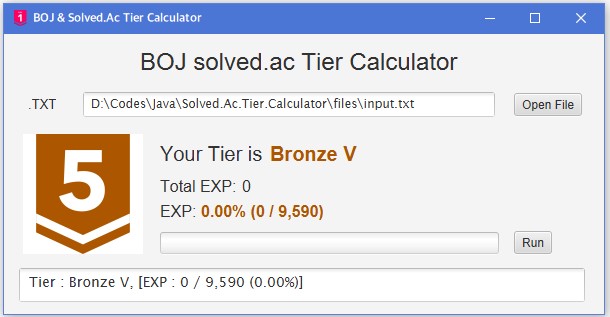 1 BOJ & Solved.Ac Tier Calculator
BOJ solved.ac Tier Calculator
.TXT D:\Codes\Java\Solved.Ac.Tier.Calculator\files\input.txt Open File
5
Your Tier is Bronze V
Total EXP: 0
EXP: 0.00% (0 / 9,590)
Run
Tier : Bronze V, [EXP : 0 / 9,590 (0.00%)]